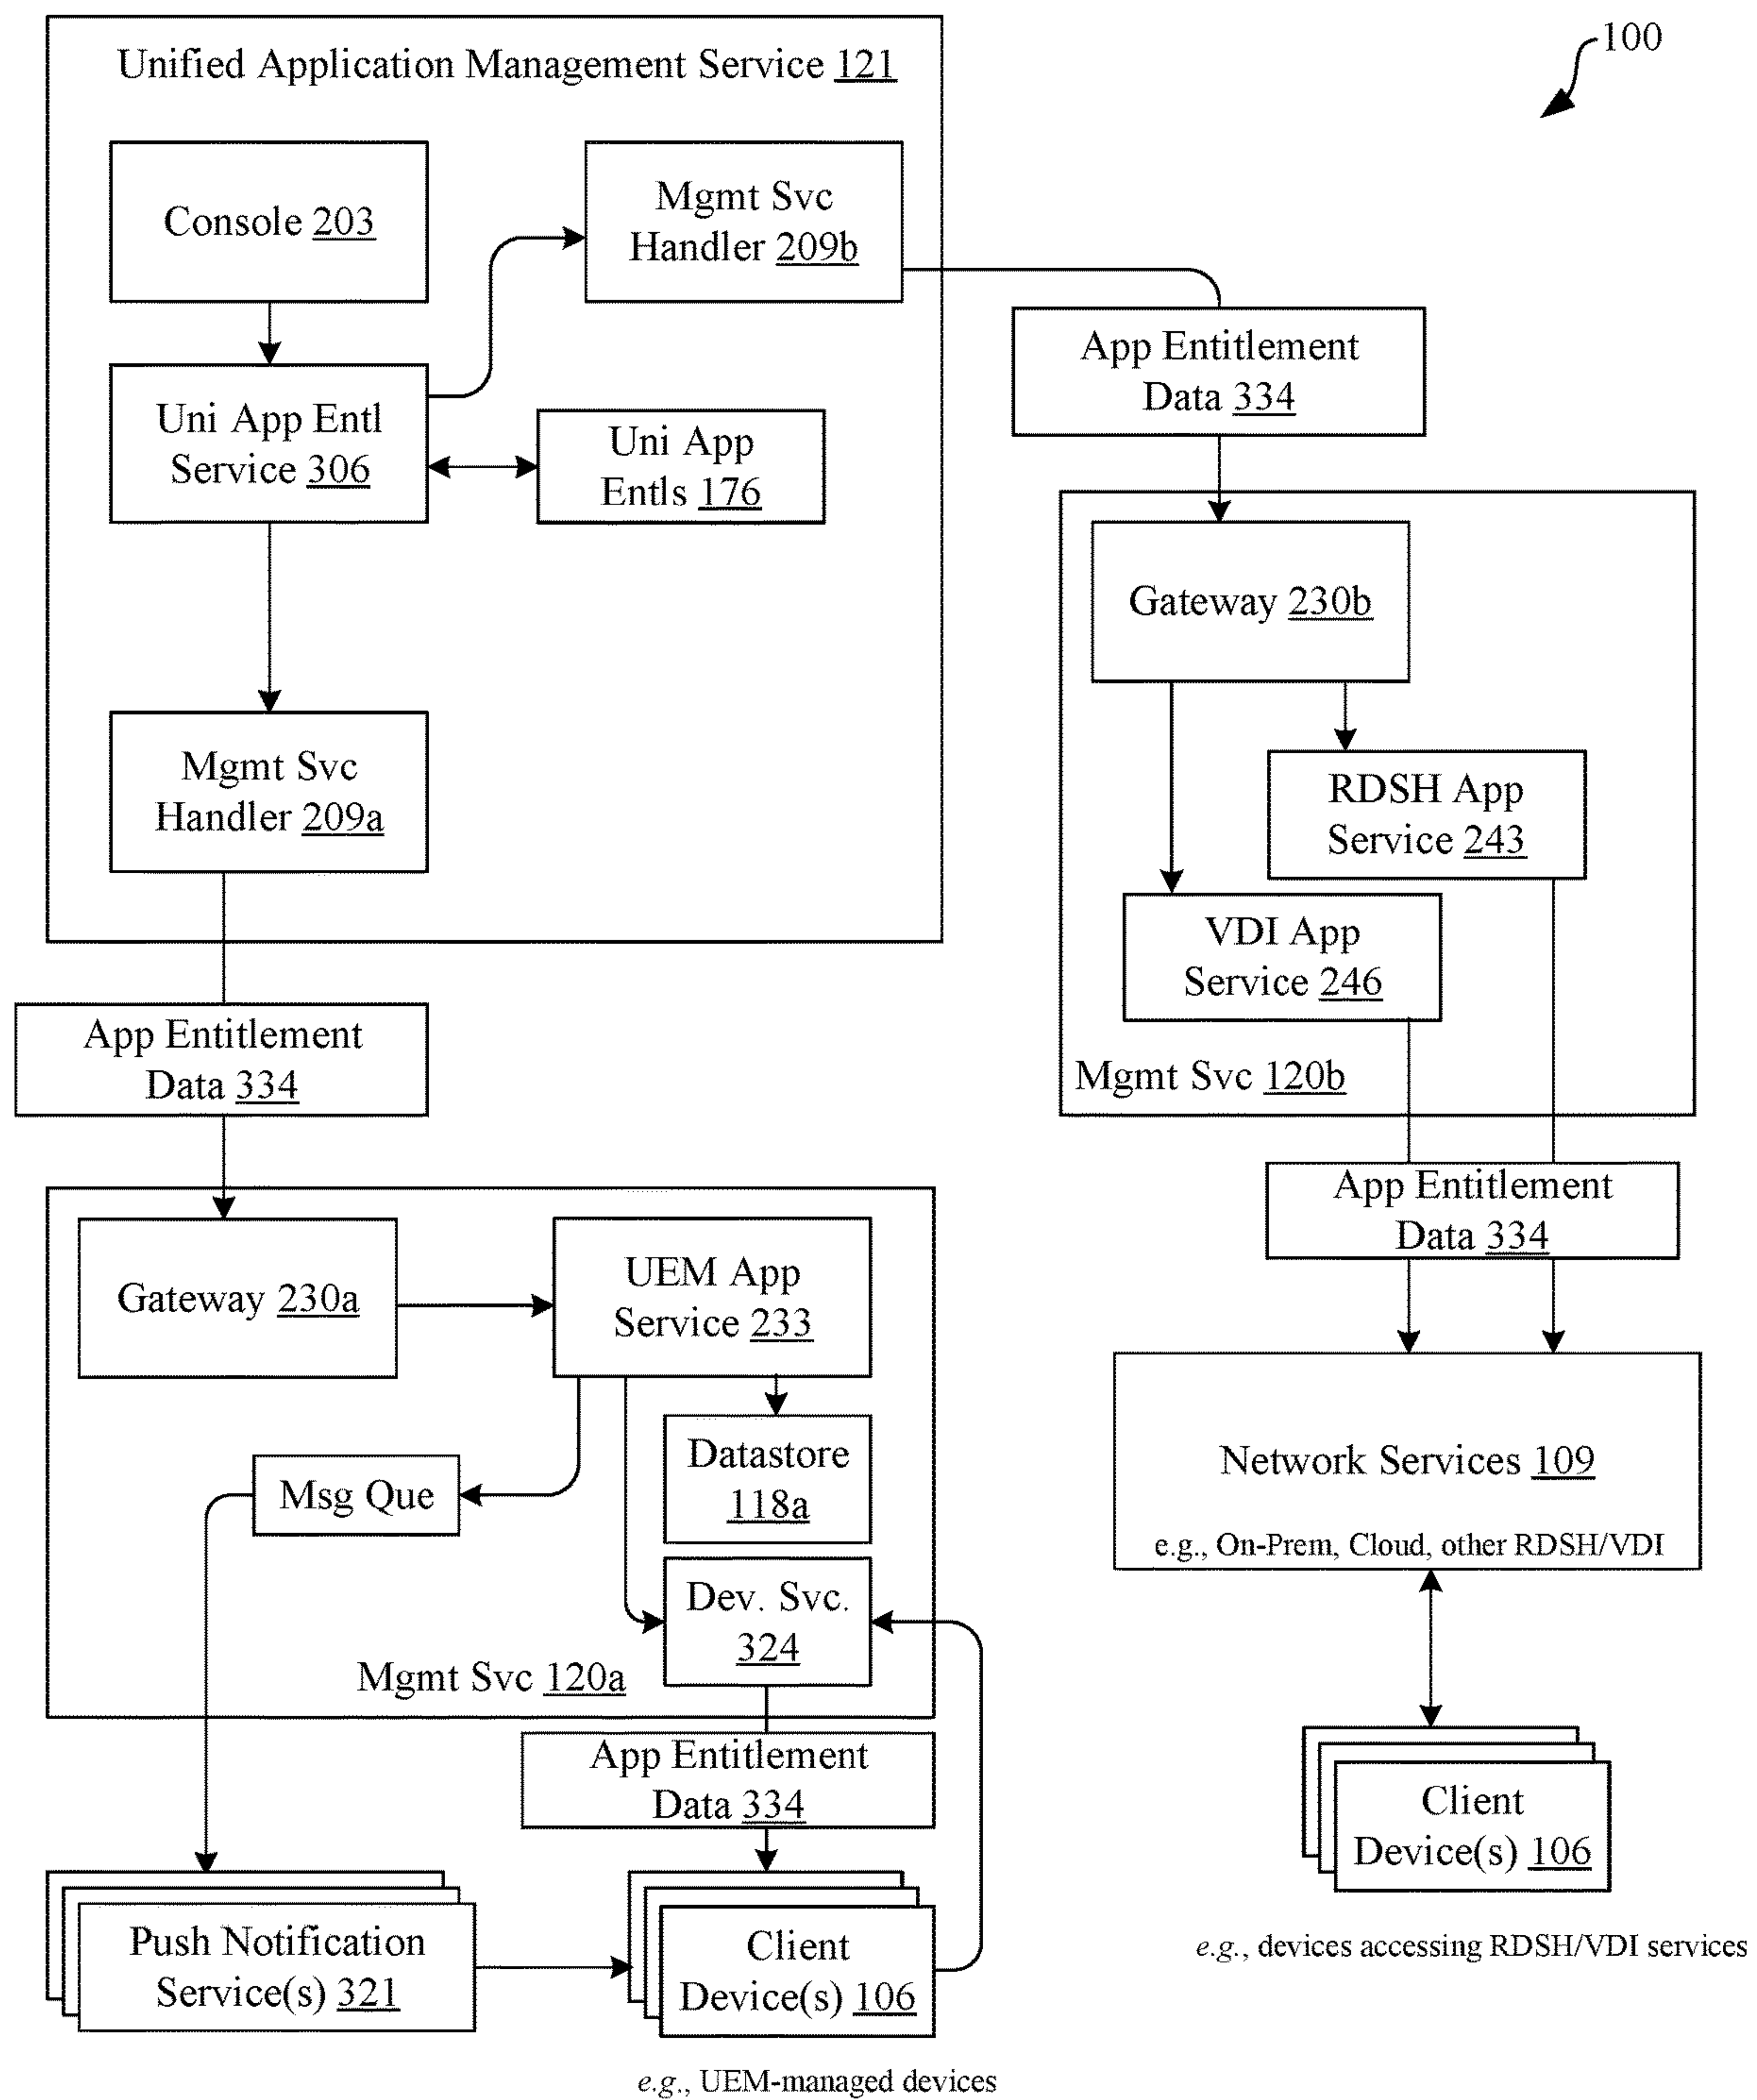 100
Unified Application Management Service 121
Console 203
Mgmt Svc
Handler 209b
Uni App Entl
Service 306
Uni App
Entls 176
Mgmt Svc
Handler 209a
App Entitlement
Data 334
Gateway 230b
RDSH App
Service 243
VDI App
Service 246
Mgmt Svc 120b
App Entitlement
Data 334
App Entitlement
Data 334
Gateway 230a
UEM App
Service 233
Datastore
118a
Msg Que
Dev. Svc.
324
Mgmt Svc 120a
App Entitlement
Data 334
Push Notification
Service(s) 321
Client
Device(s) 106
e.g., UEM-managed devices
Network Services 109
e.g., On-Prem, Cloud, other RDSH/VDI
Client
Device(s) 106
e.g., devices accessing RDSH/VDI services